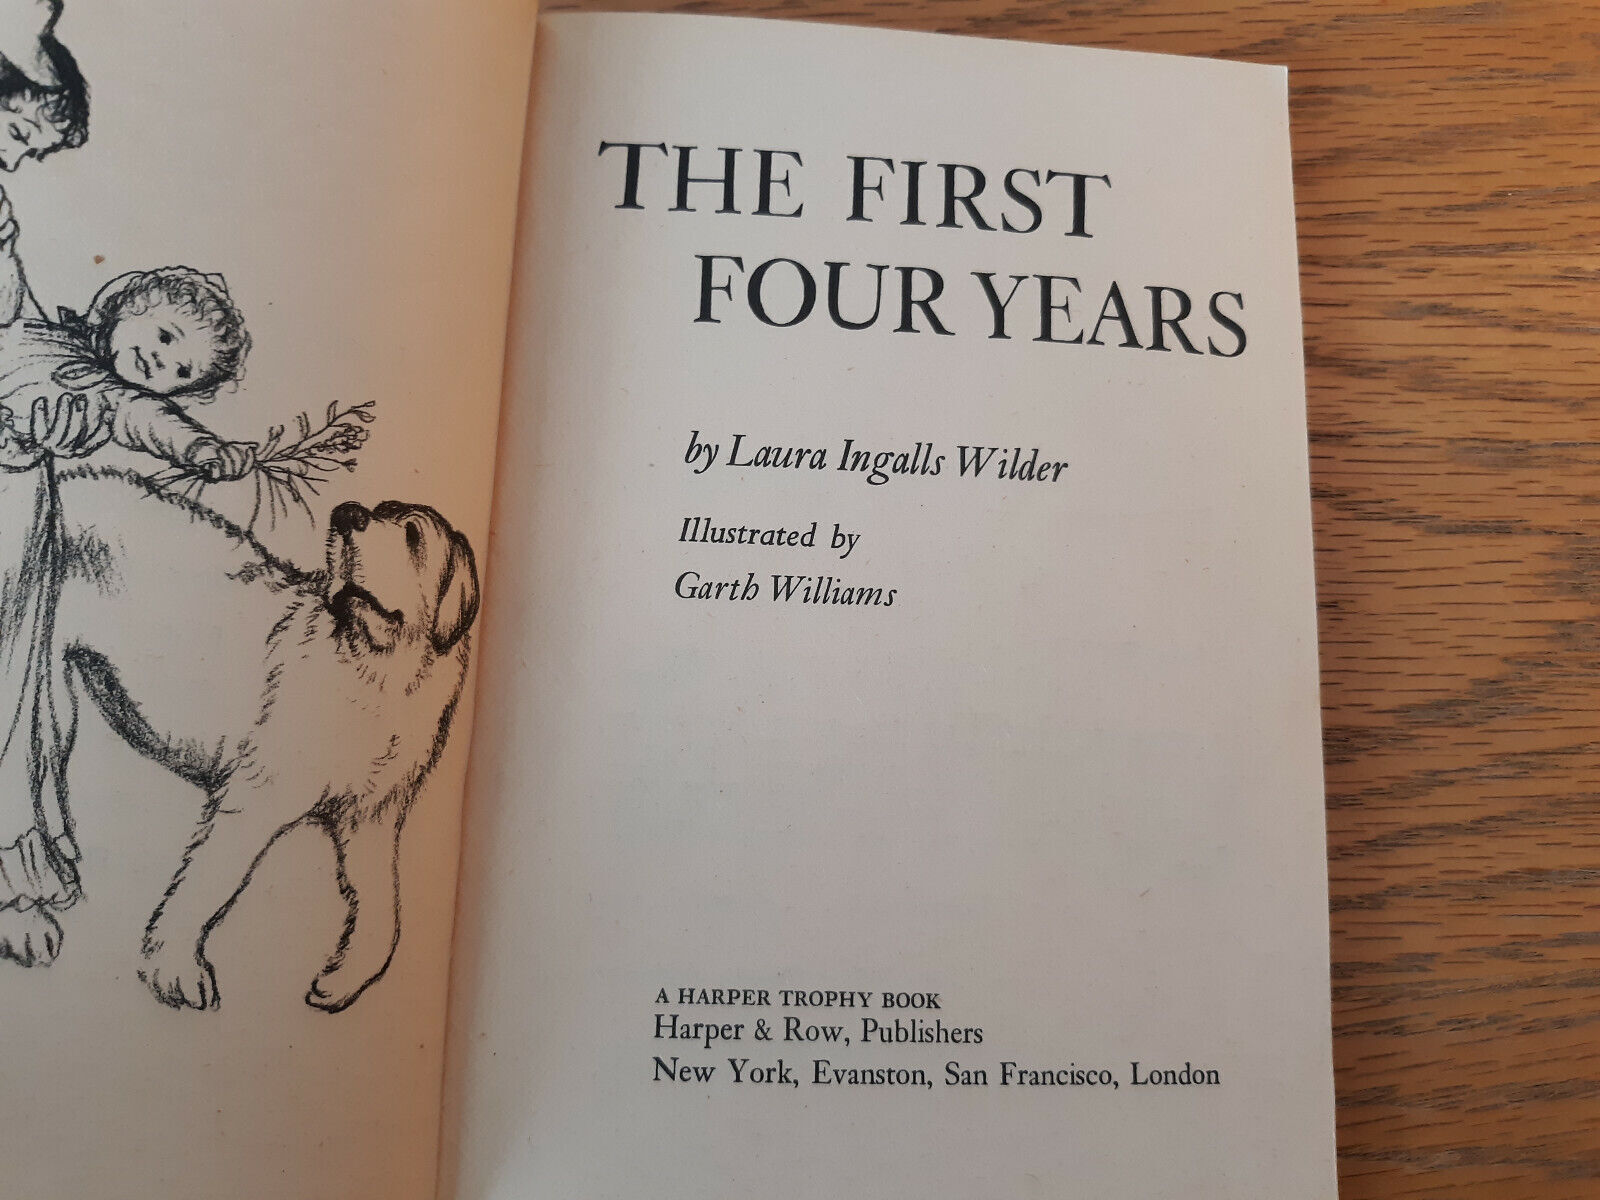 THE FIRST
FOUR YEARS
by Laura Ingalls Wilder
Illustrated by
Garth Williams
A HARPER TROPHY BOOK
Harper & Row, Publishers
New York, Evanston, San Francisco, London